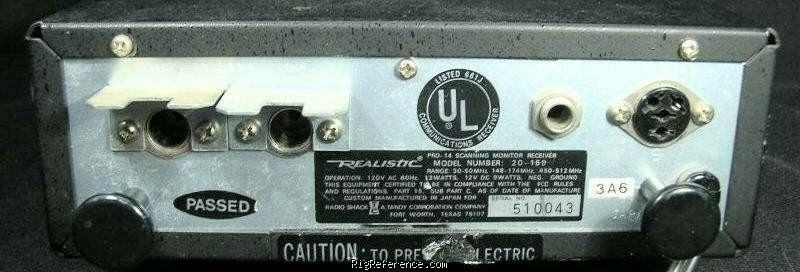 LISTED 661J
UL
COMMUNICATIONS RECEIVER
PRO-14 SCANNING MONITOR RECEIVER
REALISTIC
MODEL NUMBER: 20-159
RANGE: 30-50MHz, 148-174MHz, 450-512MHz
OPERATION: 120V AC 60Hz, 13WATTS, 12V DC 9WATTS, NEG. GROUND
THIS EQUIPMENT CERTIFIED TO BE IN COMPLIANCE WITH THE FCC RULES
AND REGULATIONS, PART 15, SUB PART C, AS OF DATE OF MANUFACTURE
CUSTOM MANUFACTURED IN JAPAN FOR
RADIO SHACK A TANDY CORPORATION COMPANY
FORT WORTH, TEXAS 76107
SERIAL NO.
510043
3A6
PASSED
CAUTION: TO PRE ELECTRIC
RigReference.com